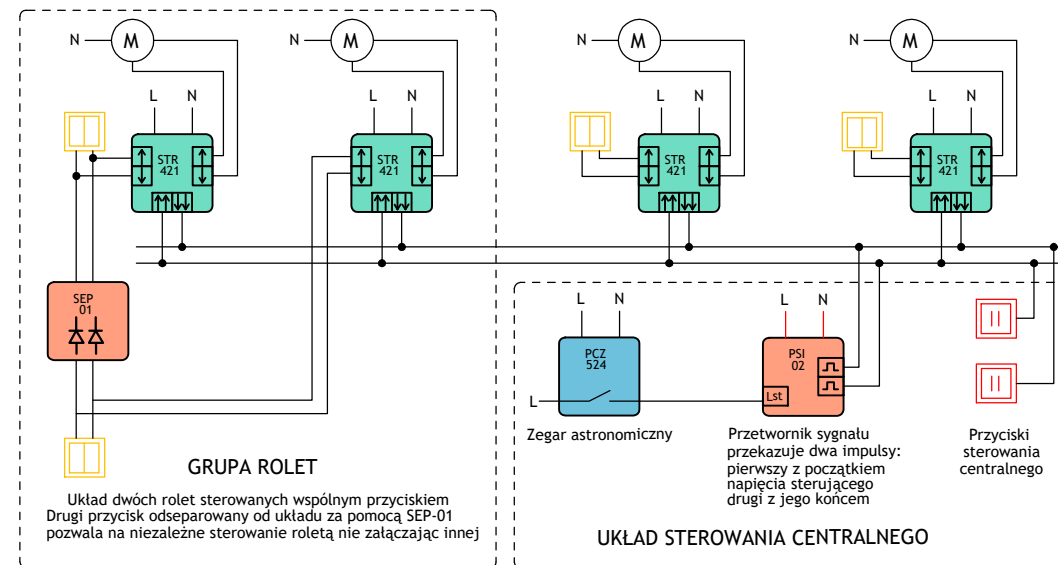 N M
N M
N M
N M
L N
L N
L N
L N
STR
421
STR
421
STR
421
STR
421
SEP
01
L N
L N
PCZ
524
PSI
02
L
Lst
Zegar astronomiczny
Przetwornik sygnału
przekazuje dwa impulsy:
pierwszy z początkiem
napięcia sterującego
drugi z jego końcem
Przyciski
sterowania
centralnego
GRUPA ROLET
Układ dwóch rolet sterowanych wspólnym przyciskiem
Drugi przycisk odseparowany od układu za pomocą SEP-01
pozwala na niezależne sterowanie roletą nie załączając innej
UKŁAD STEROWANIA CENTRALNEGO